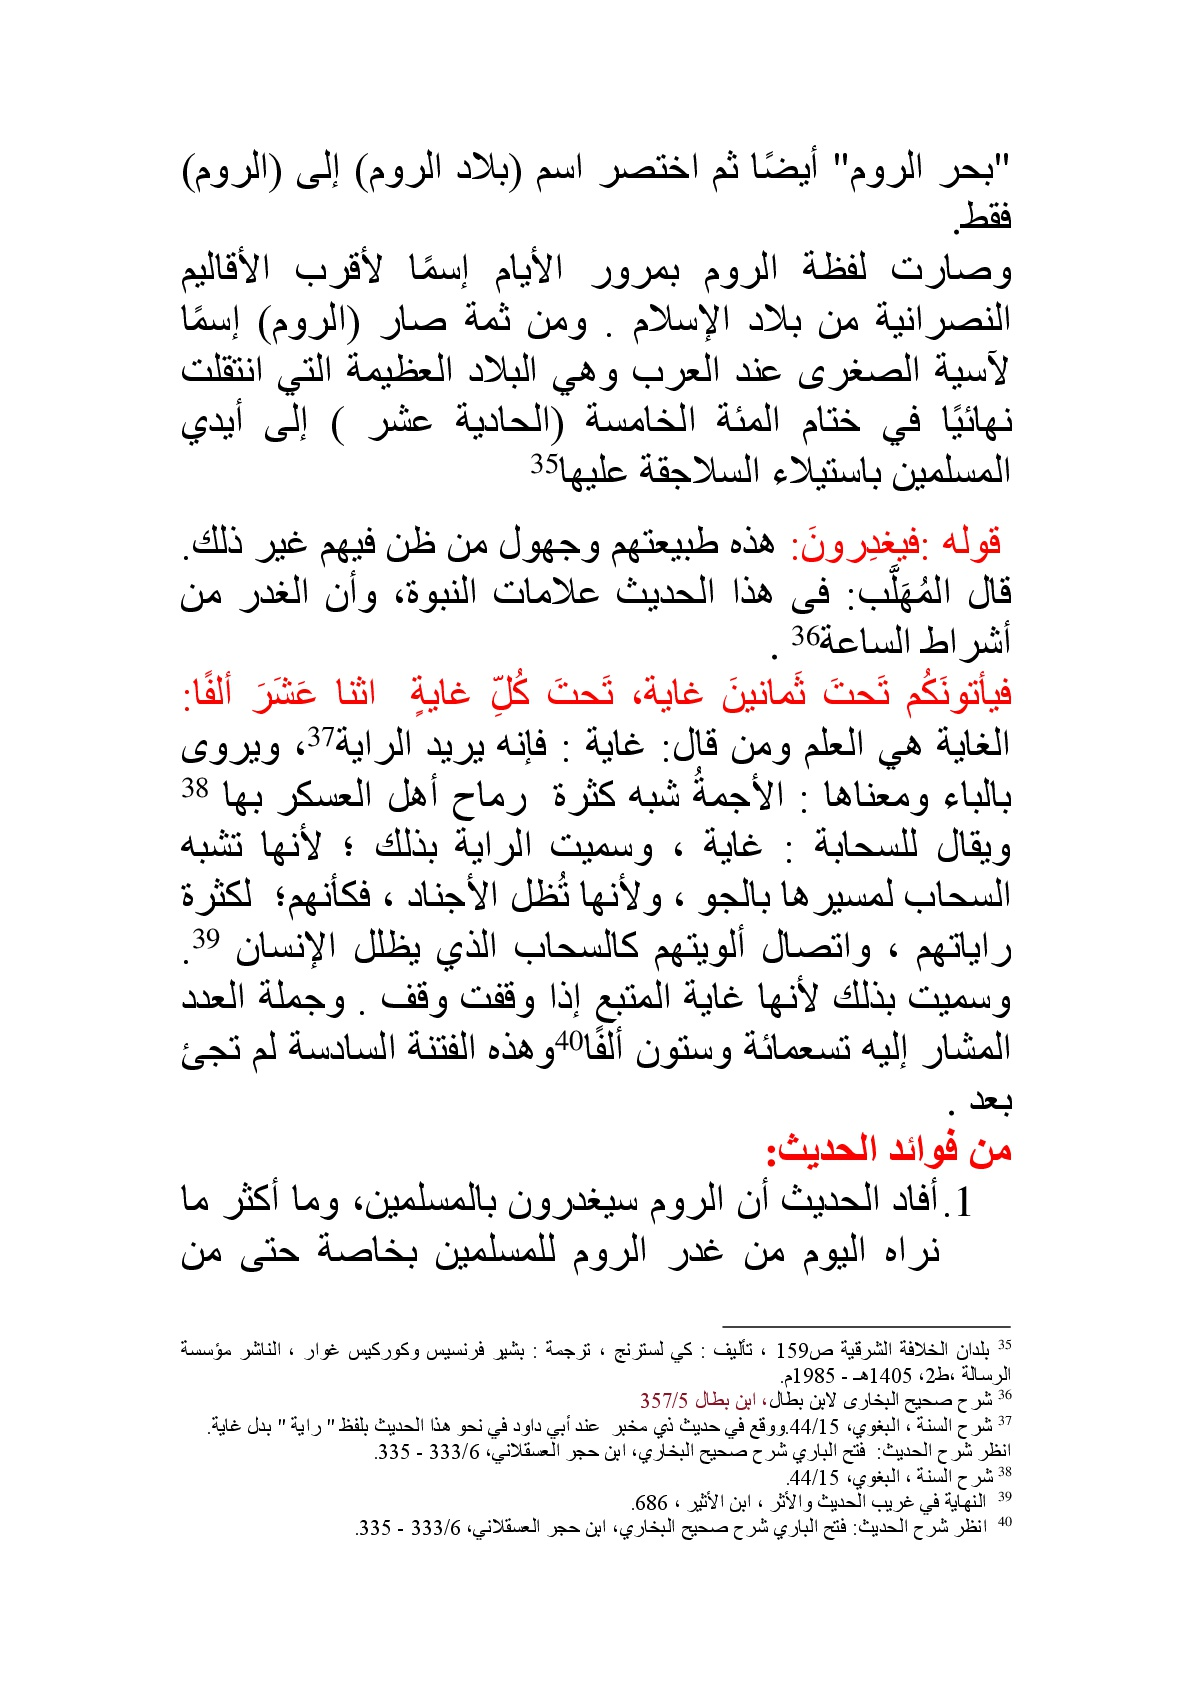 "بحر الروم" أيضًا ثم اختصر اسم (بلاد الروم) إلى (الروم)
فقط.
وصارت لفظة الروم بمرور الأيام إسمًا لأقرب الأقاليم
النصرانية من بلاد الإسلام . ومن ثمة صار (الروم) إسمًا
لآسية الصغرى عند العرب وهي البلاد العظيمة التي انتقلت
نهائيًا في ختام المئة الخامسة (الحادية عشر ) إلى أيدي
المسلمين باستيلاء السلاجقة عليها35
قوله :فيغدِرونَ: هذه طبيعتهم وجهول من ظن فيهم غير ذلك.
قال المُهَلَّب: فى هذا الحديث علامات النبوة، وأن الغدر من
أشراط الساعة36 .
فيأتونَكُم تَحتَ ثَمانينَ غاية، تَحتَ كُلِّ غايةٍ اثنا عَشَرَ ألفًا:
الغاية هي العلم ومن قال: غاية : فإنه يريد الراية37، ويروى
بالباء ومعناها : الأجمةُ شبه كثرة رماح أهل العسكر بها 38
ويقال للسحابة : غاية ، وسميت الراية بذلك ؛ لأنها تشبه
السحاب لمسيرها بالجو ، ولأنها تُظل الأجناد ، فكأنهم؛ لكثرة
راياتهم ، واتصال ألويتهم كالسحاب الذي يظلل الإنسان 39.
وسميت بذلك لأنها غاية المتبع إذا وقفت وقف . وجملة العدد
المشار إليه تسعمائة وستون ألفًا40وهذه الفتنة السادسة لم تجئ
بعد .
من فوائد الحديث:
1. أفاد الحديث أن الروم سيغدرون بالمسلمين، وما أكثر ما
نراه اليوم من غدر الروم للمسلمين بخاصة حتى من
35 بلدان الخلافة الشرقية ص159 ، تأليف : كي لسترنج ، ترجمة : بشير فرنسيس وكوركيس غوار ، الناشر مؤسسة
الرسالة ،ط2، 1405هـ - 1985م.
36 شرح صحيح البخارى لابن بطال، ابن بطال 357/5
37 شرح السنة ، البغوي، 44/15.ووقع في حديث ذي مخبر عند أبي داود في نحو هذا الحديث بلفظ " راية " بدل غاية.
انظر شرح الحديث: فتح الباري شرح صحيح البخاري، ابن حجر العسقلاني، 333/6 - 335.
38 شرح السنة ، البغوي، 44/15.
39 النهاية في غريب الحديث والأثر ، ابن الأثير ، 686.
40 انظر شرح الحديث: فتح الباري شرح صحيح البخاري، ابن حجر العسقلاني، 333/6 - 335.